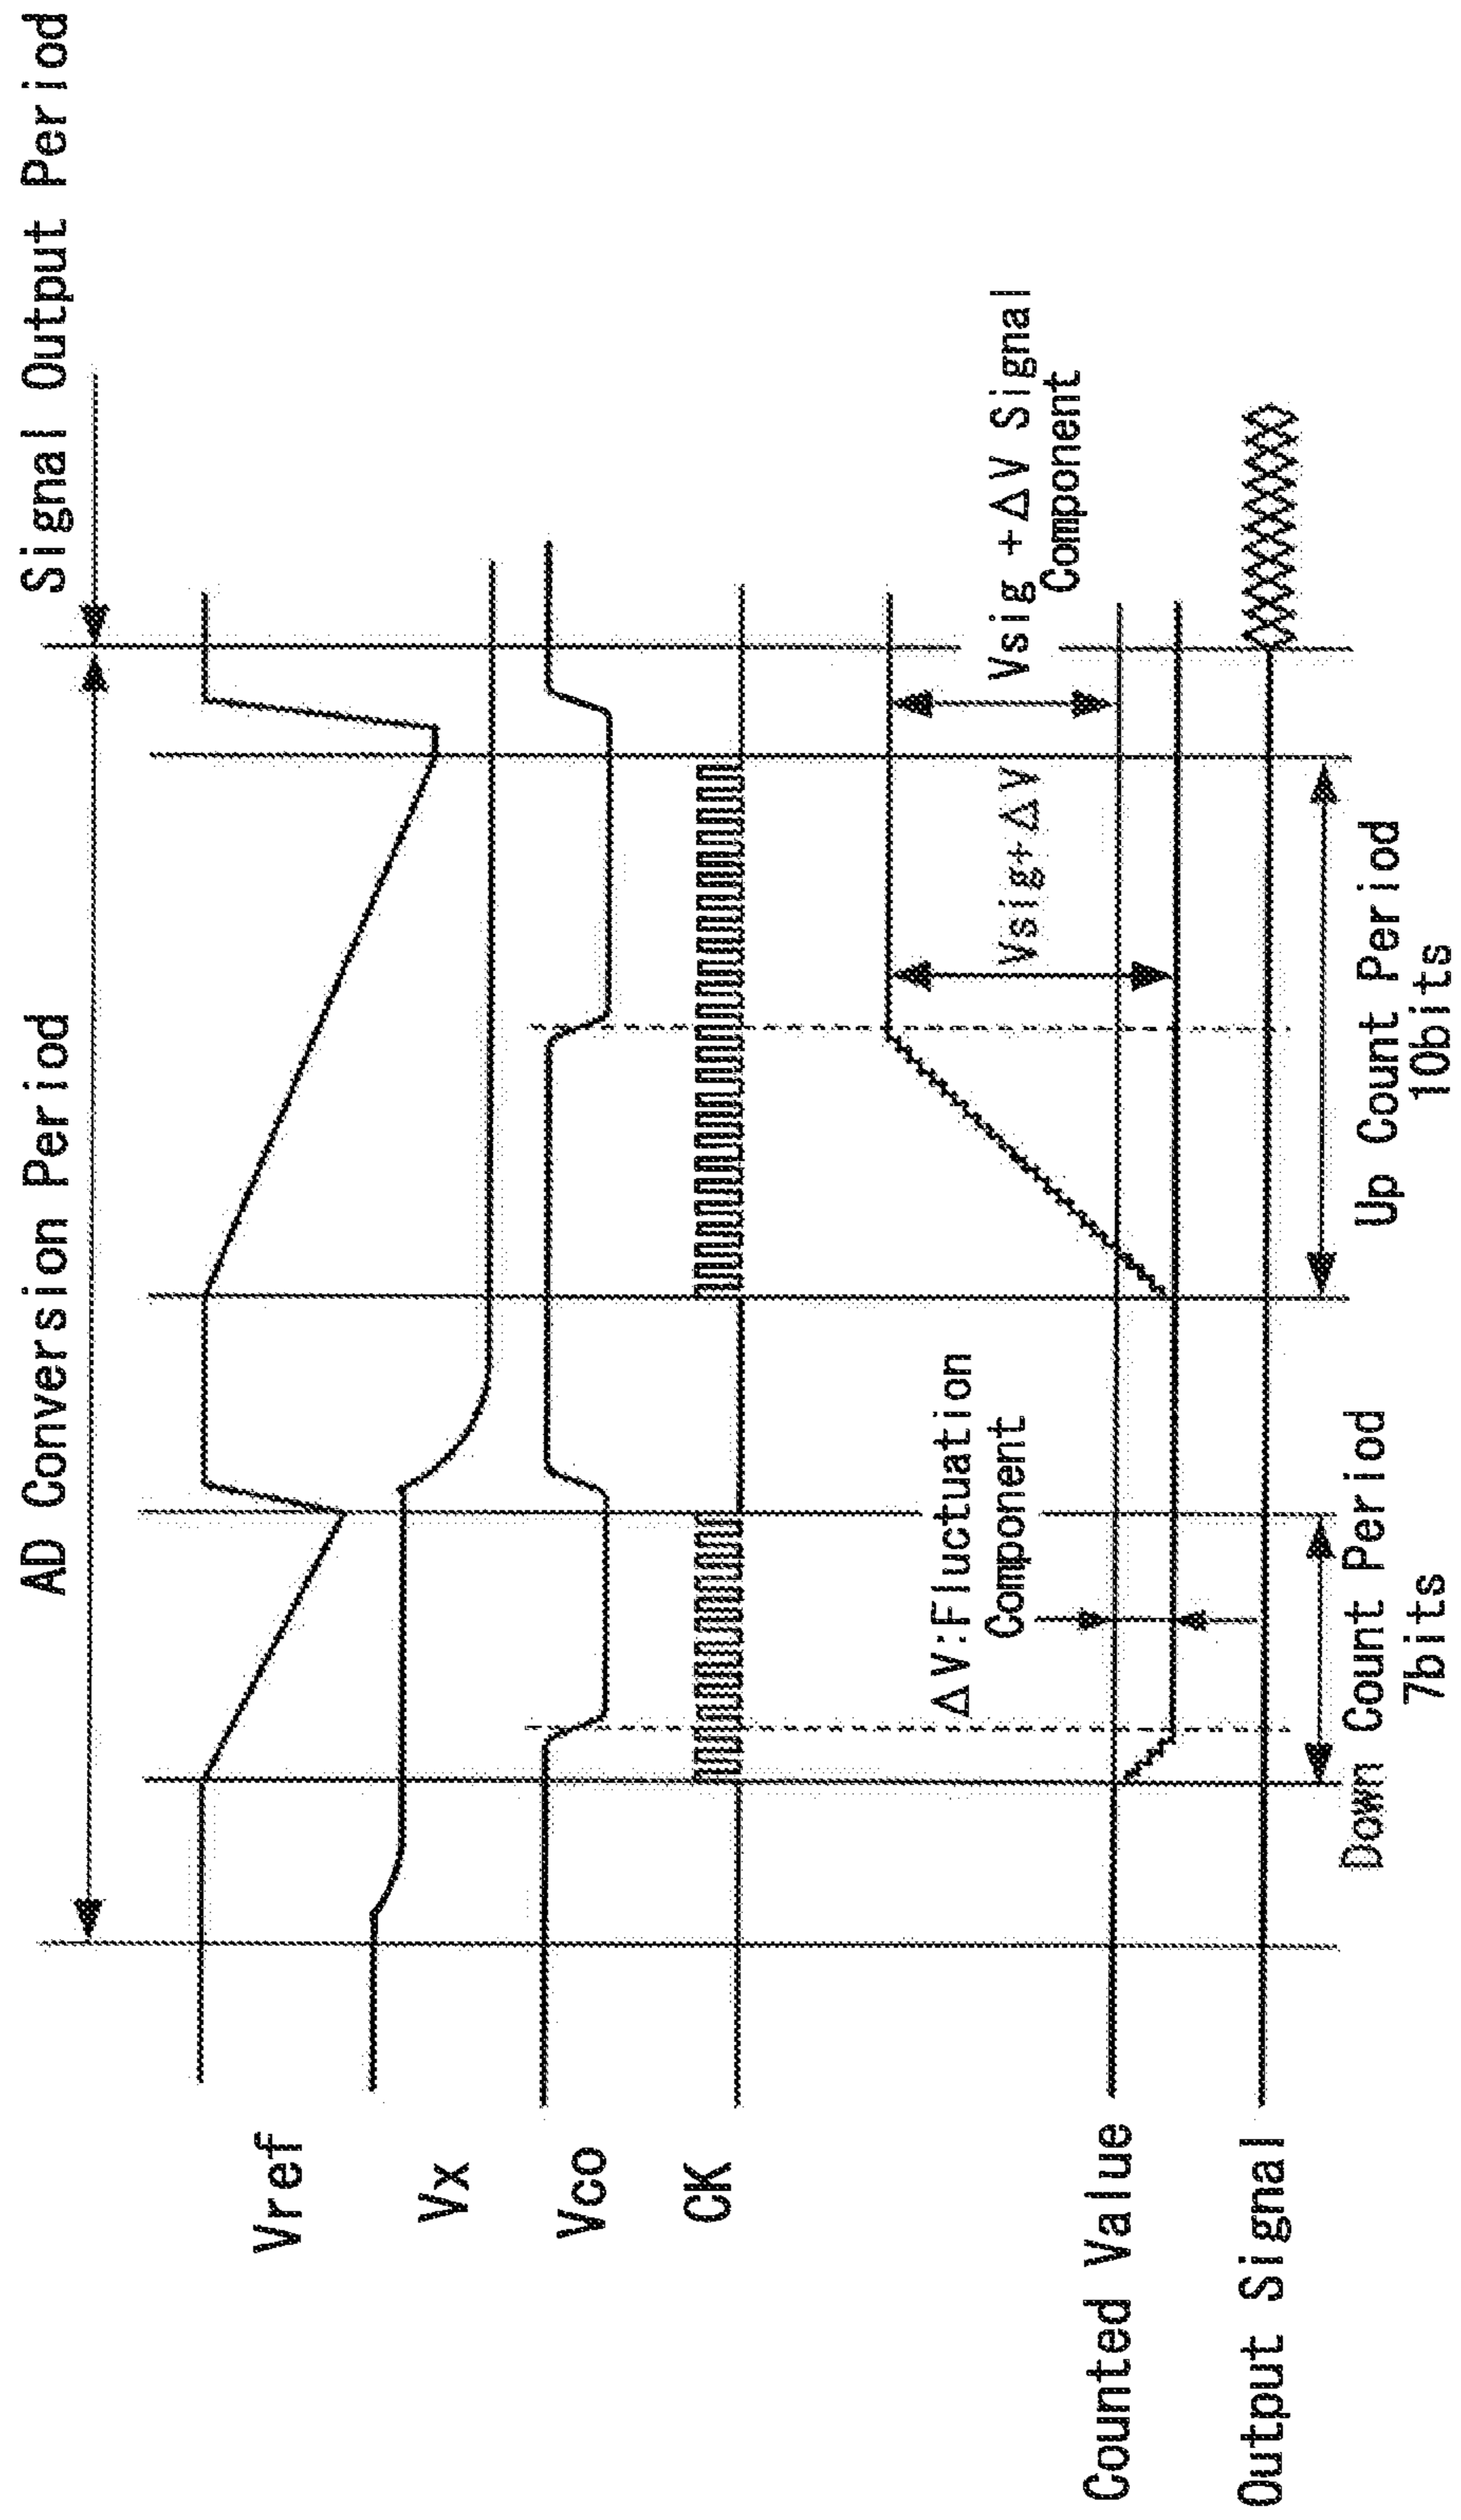 AD Conversion Period
Signal Output Period
Vref
Vx
Vco
CK
ΔV:Fluctuation
Component
Vsig+ΔV
Vsig +ΔV Signal
Component
Counted Value
Output Signal
Down Count Period
7bits
Up Count Period
10bits